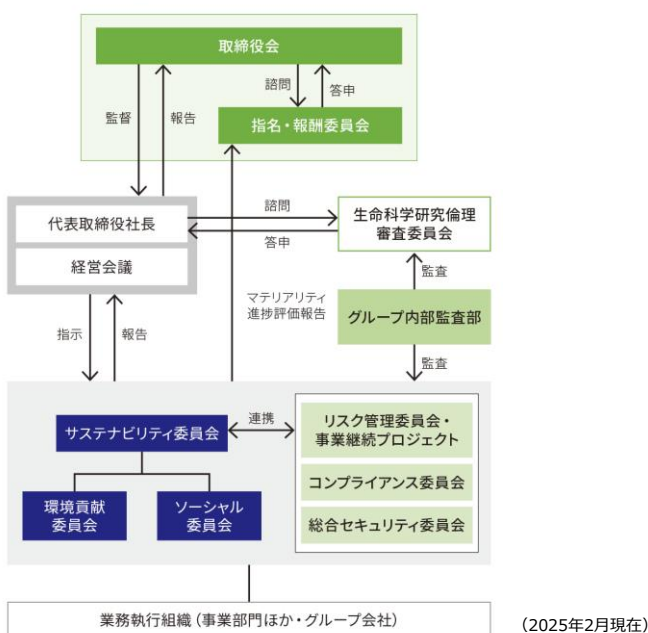 取締役会
諮問
答申
監督
報告
指名・報酬委員会
代表取締役社長
経営会議
諮問
答申
生命科学研究倫理
審査委員会
監査
マテリアリティ
進捗評価報告
グループ内部監査部
指示
報告
監査
サステナビリティ委員会
連携
リスク管理委員会・
事業継続プロジェクト
コンプライアンス委員会
環境貢献
委員会
ソーシャル
委員会
総合セキュリティ委員会
業務執行組織（事業部門ほか・グループ会社）
（2025年2月現在）